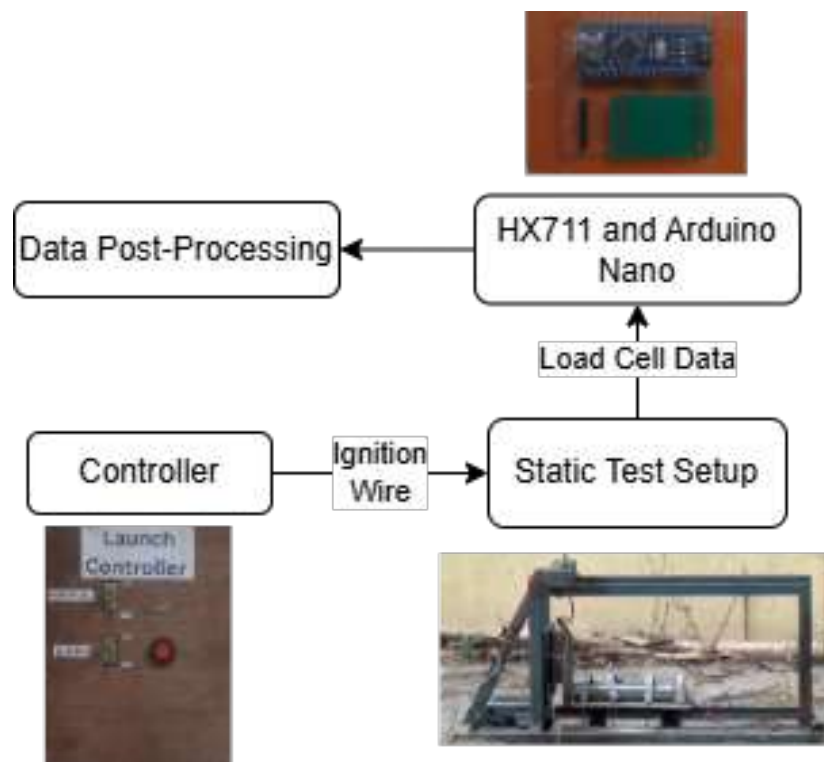 Data Post-Processing
HX711 and Arduino
Nano
Load Cell Data
Controller
Ignition
Wire
Static Test Setup
Launch
Controller